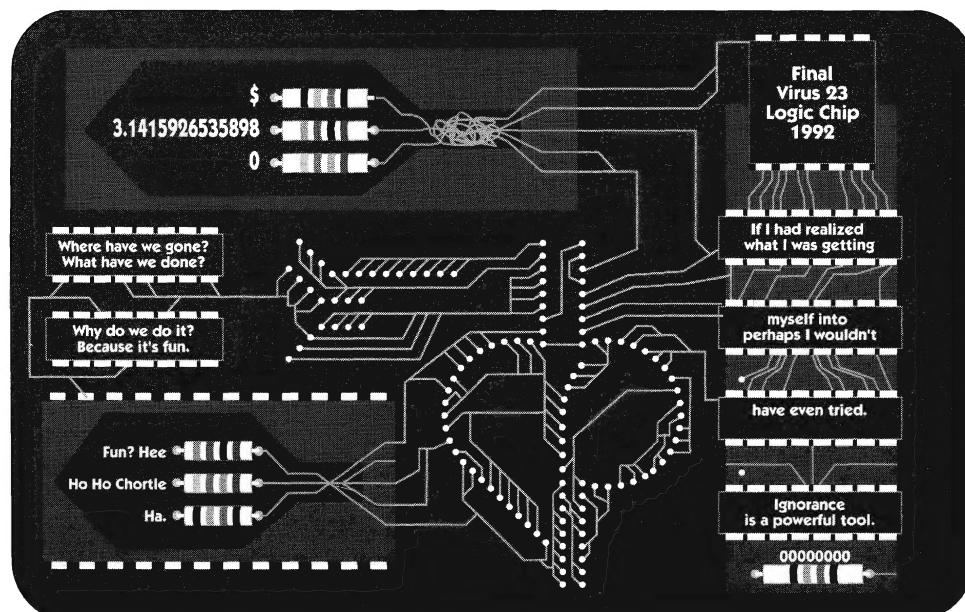 $
3.1415926535898
0
Final
Virus 23
Logic Chip
1992
Where have we gone?
What have we done?
Why do we do it?
Because it's fun.
If I had realized
what I was getting
myself into
perhaps I wouldn't
have even tried.
Fun? Hee
Ho Ho Chortle
Ha.
Ignorance
is a powerful tool.
00000000